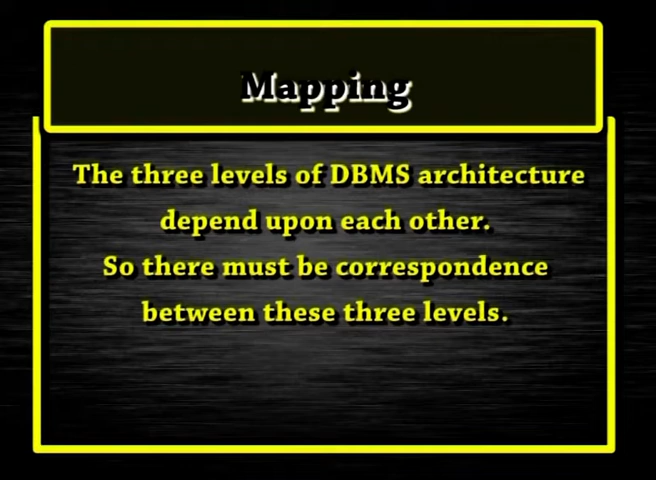 Mapping
The three levels of DBMS architecture
depend upon each other.
So there must be correspondence
between these three levels.